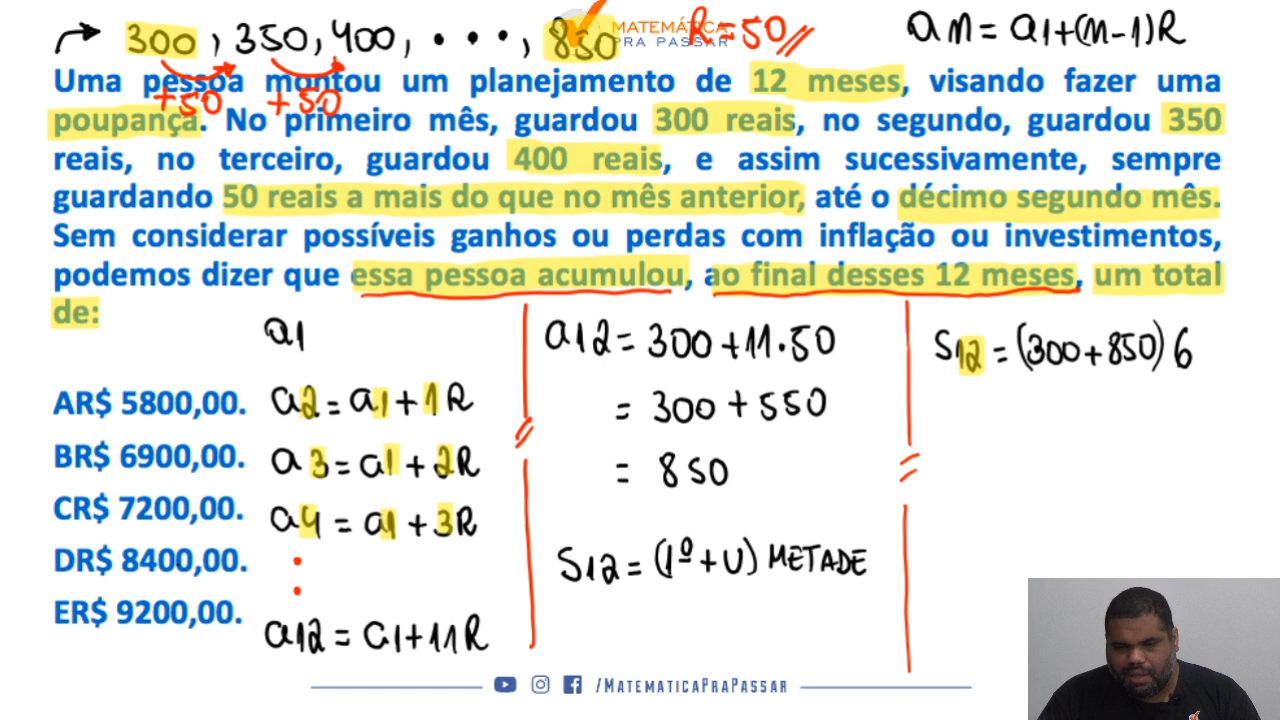 300, 350, 400, • • •, 850
R = 50
an = a1 + (n-1)R
MATEMÁTICA
PRA PASSAR
+50 +50
Uma pessoa montou um planejamento de 12 meses, visando fazer uma
poupança. No primeiro mês, guardou 300 reais, no segundo, guardou 350
reais, no terceiro, guardou 400 reais, e assim sucessivamente, sempre
guardando 50 reais a mais do que no mês anterior, até o décimo segundo mês.
Sem considerar possíveis ganhos ou perdas com inflação ou investimentos,
podemos dizer que essa pessoa acumulou, ao final desses 12 meses, um total
de:
AR$ 5800,00.
BR$ 6900,00.
CR$ 7200,00.
DR$ 8400,00.
ER$ 9200,00.
a1
a2 = a1 + 1R
a3 = a1 + 2R
a4 = a1 + 3R
a12 = a1 + 11R
a12 = 300 + 11.50
= 300 + 550
= 850
S12 = (1º + U) METADE
S12 = (300 + 850) 6
/MatematicaPraPassar